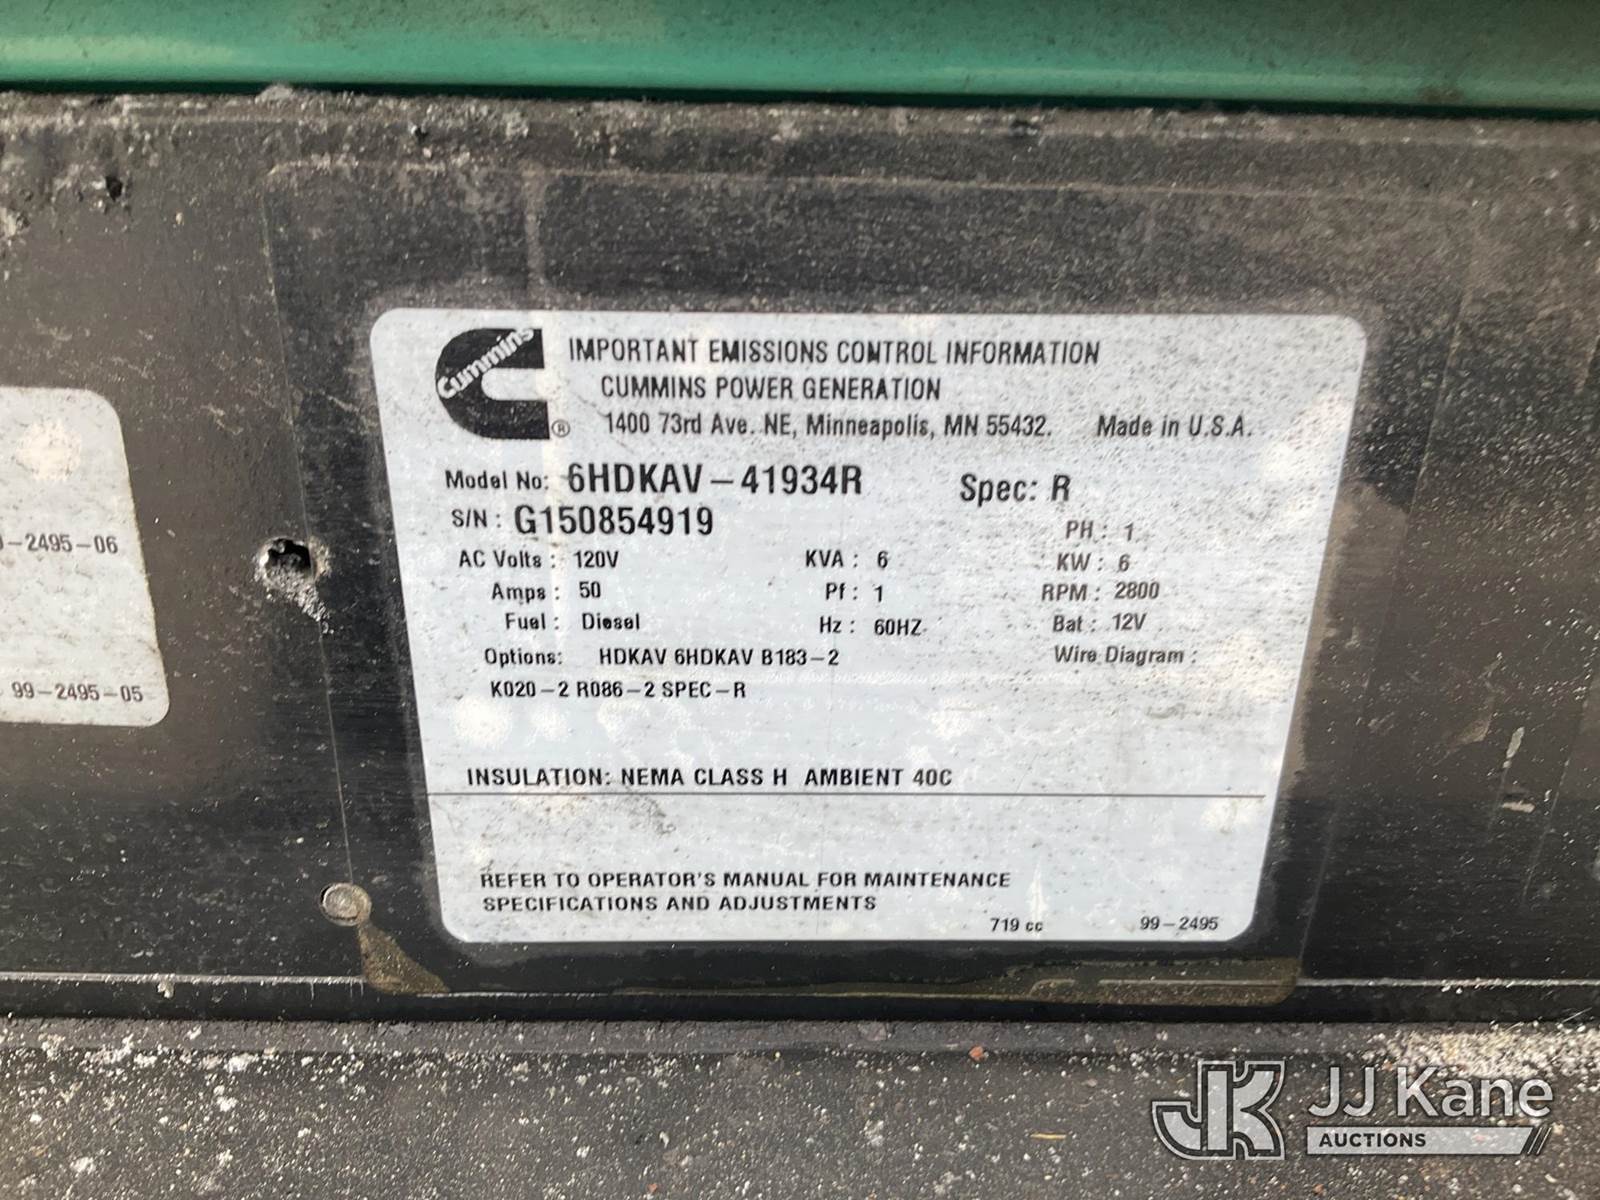 Cummins ®
IMPORTANT EMISSIONS CONTROL INFORMATION
CUMMINS POWER GENERATION
1400 73rd Ave. NE, Minneapolis, MN 55432. Made in U.S.A.
Model No: 6HDKAV-41934R Spec: R
S/N: G150854919 PH: 1
AC Volts: 120V KVA: 6 KW: 6
Amps: 50 Pf: 1 RPM: 2800
Fuel: Diesel Hz: 60HZ Bat: 12V
Options: HDKAV 6HDKAV B183-2 Wire Diagram:
K020-2 R086-2 SPEC-R
INSULATION: NEMA CLASS H AMBIENT 40C
REFER TO OPERATOR'S MANUAL FOR MAINTENANCE
SPECIFICATIONS AND ADJUSTMENTS
719 cc 99-2495
-2495-06
99-2495-05
JK JJ Kane
AUCTIONS